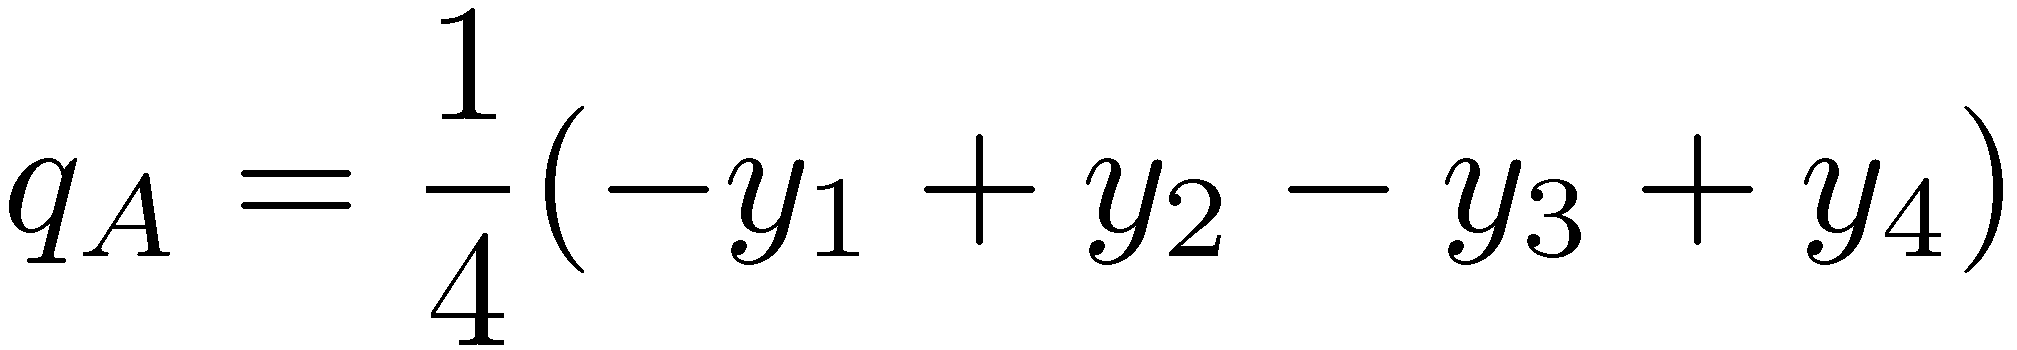 q_A = \frac{1}{4}(-y_1 + y_2 - y_3 + y_4)